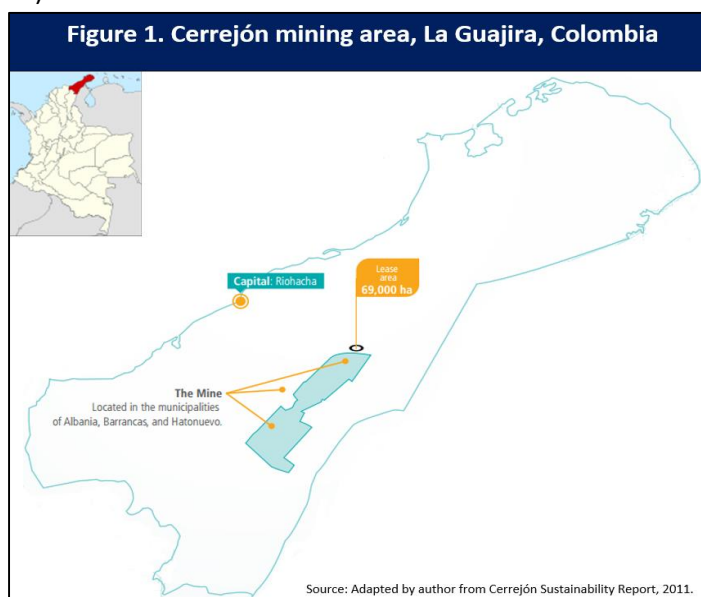 Figure 1. Cerrejón mining area, La Guajira, Colombia
Capital: Riohacha
Lease
area
69,000 ha
The Mine
Located in the municipalities
of Albania, Barrancas, and Hatonuevo.
Source: Adapted by author from Cerrejón Sustainability Report, 2011.